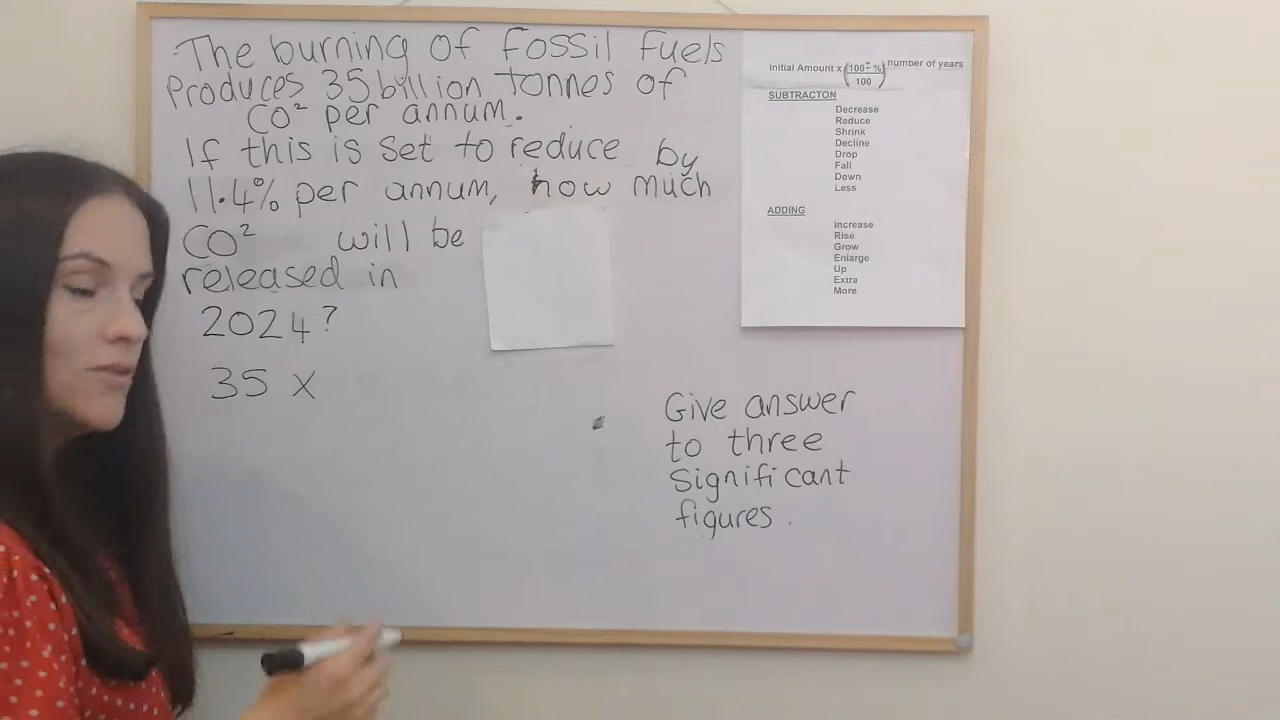 The burning of Fossil Fuels
Produces 35 billion tonnes of
CO² per annum.
If this is set to reduce by
11.4% per annum, how much
CO² will be
released in
2024?
35 x
Give answer
to three
significant
figures.
Initial Amount x (100± %/100) number of years
SUBTRACTON
Decrease
Reduce
Shrink
Decline
Drop
Fall
Down
Less
ADDING
Increase
Rise
Grow
Enlarge
Up
Extra
More